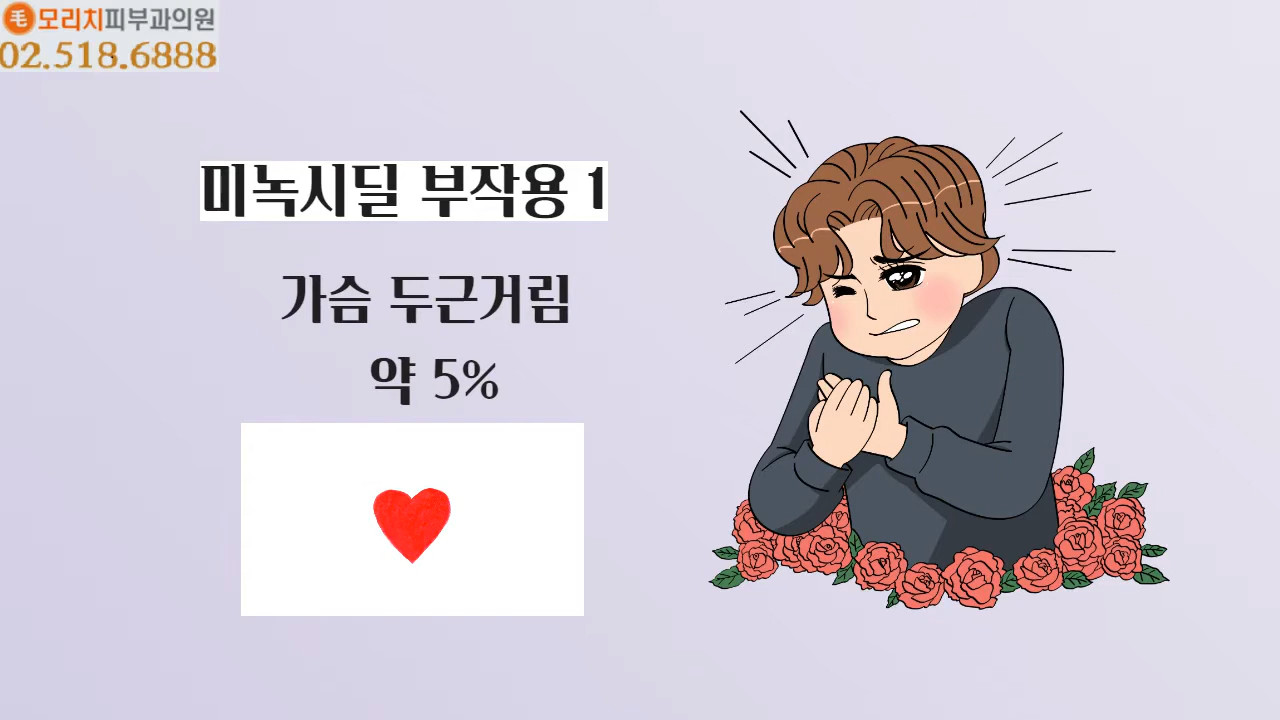 모리치피부과의원
02.518.6888
미녹시딜 부작용 1
가슴 두근거림
약 5%